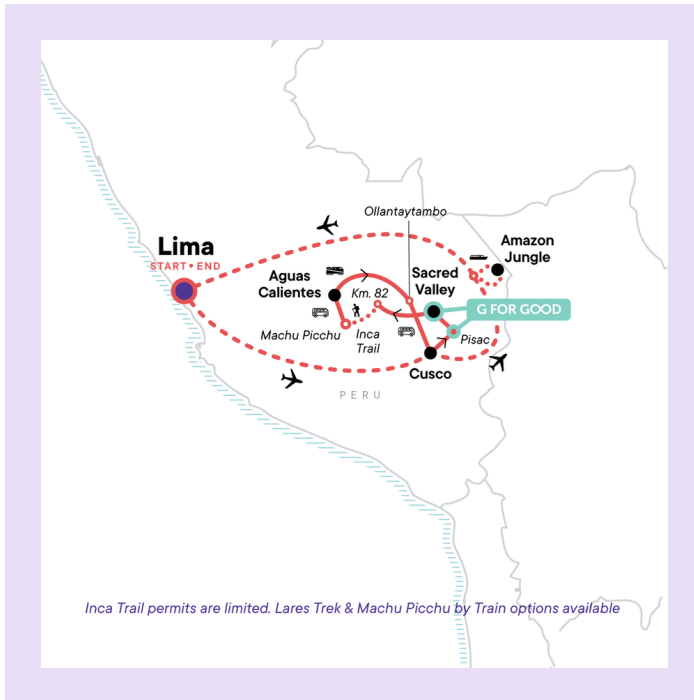 Ollantaytambo
Lima
START • END
Amazon
Jungle
Aguas
Calientes
Sacred
Valley
Km. 82
G FOR GOOD
Machu Picchu
Inca
Trail
Pisac
Cusco
PERU
Inca Trail permits are limited. Lares Trek & Machu Picchu by Train options available